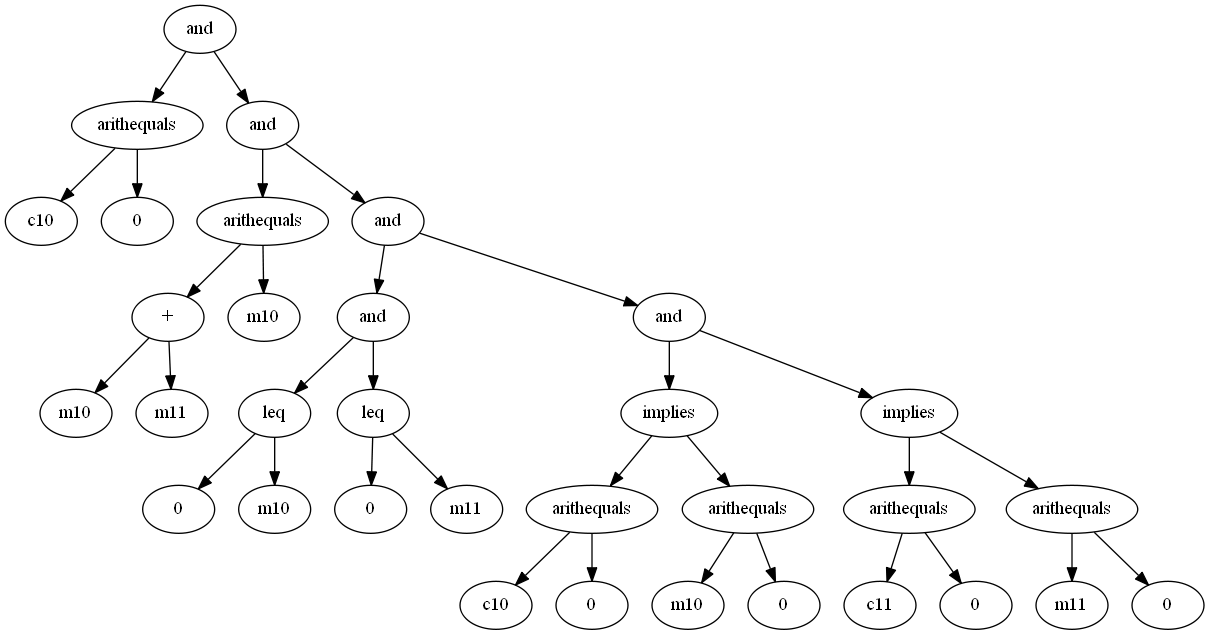 and
arithequals and
c10 0 arithequals and
+ m10 and and
m10 m11 leq leq implies implies
0 m10 0 m11 arithequals arithequals arithequals arithequals
c10 0 m10 0 c11 0 m11 0